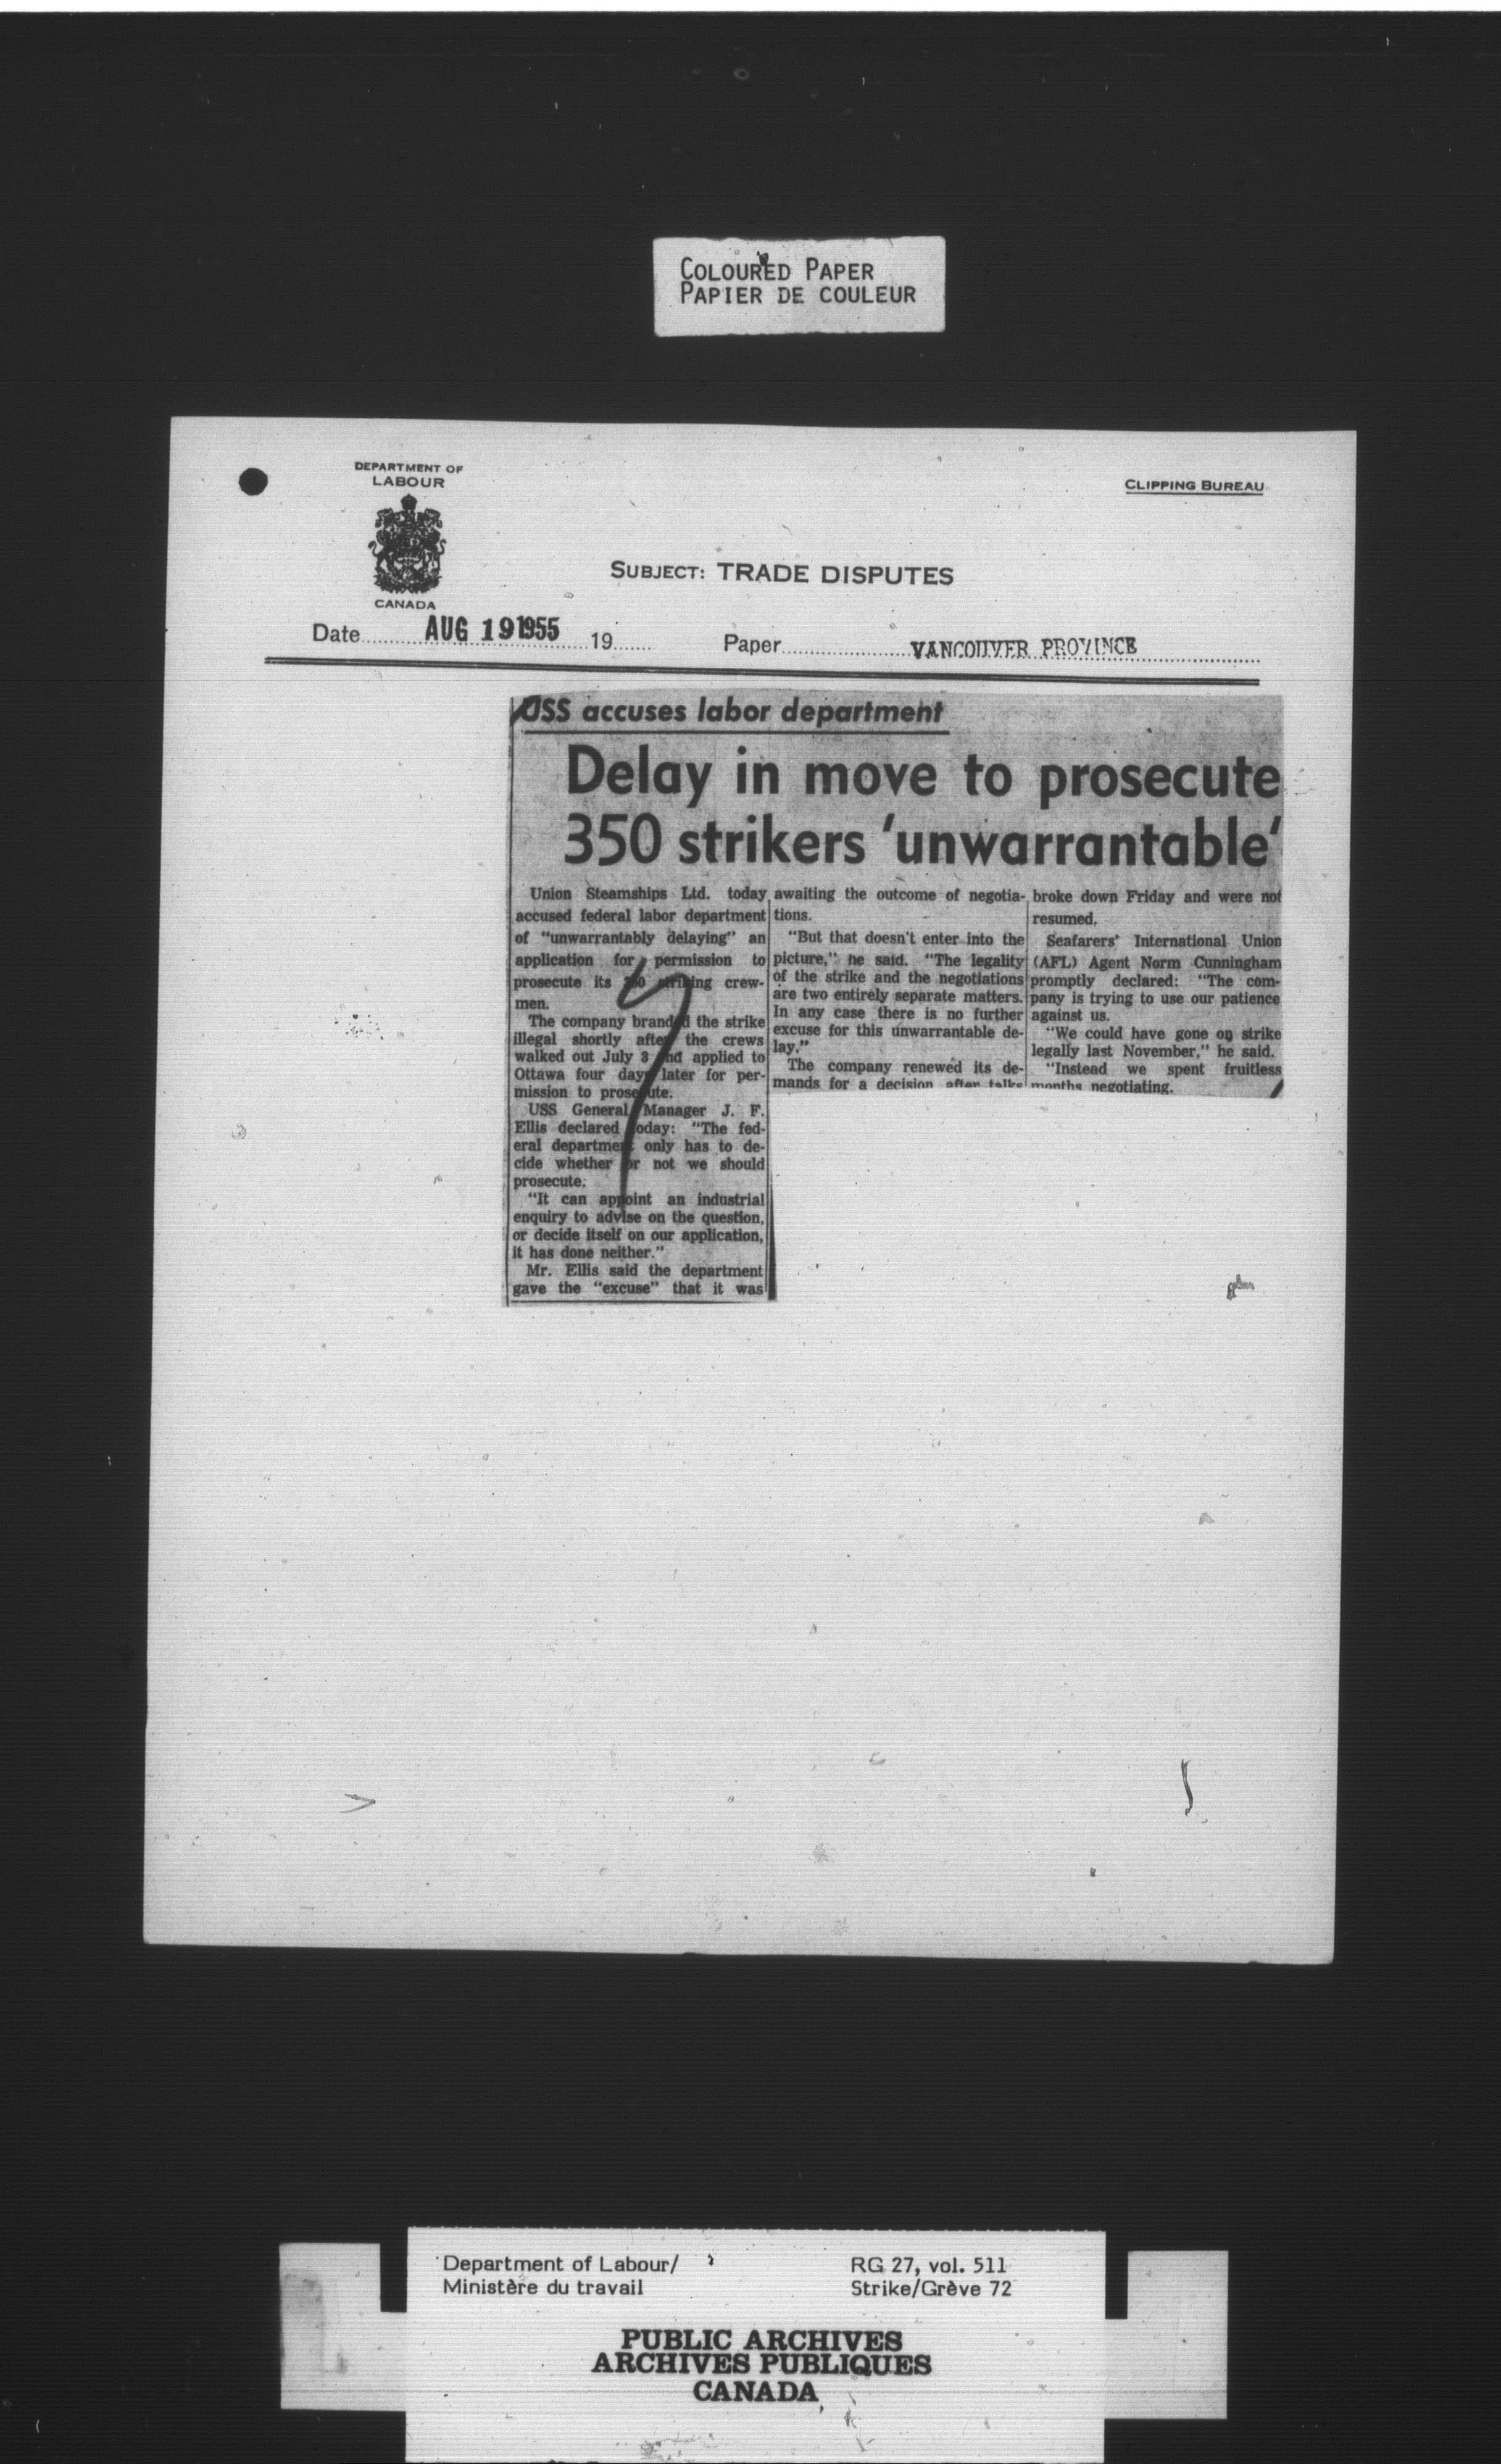 COLOURED PAPER
PAPIER DE COULEUR
DEPARTMENT OF
LABOUR
CANADA
CLIPPING BUREAU
SUBJECT: TRADE DISPUTES
Date AUG 19 1955 19
Paper VANCOUVER PROVINCE
USS accuses labor department
Delay in move to prosecute
350 strikers 'unwarrantable'
Union Steamships Ltd. today
accused federal labor department
of "unwarrantably delaying" an
application for permission to
prosecute its 350 striking crew-
men.
The company branded the strike
illegal shortly after the crews
walked out July 3 and applied to
Ottawa four days later for per-
mission to prosecute.
USS General Manager J. F.
Ellis declared today: "The fed-
eral department only has to de-
cide whether or not we should
prosecute.
"It can appoint an industrial
enquiry to advise on the question,
or decide itself on our application,
it has done neither."
Mr. Ellis said the department
gave the "excuse" that it was
awaiting the outcome of negotia-
tions.
"But that doesn't enter into the
picture," he said. "The legality
of the strike and the negotiations
are two entirely separate matters.
In any case there is no further
excuse for this unwarrantable de-
lay."
The company renewed its de-
mands for a decision after talks
broke down Friday and were not
resumed.
Seafarers' International Union
(AFL) Agent Norm Cunningham
promptly declared: "The com-
pany is trying to use our patience
against us.
"We could have gone on strike
legally last November," he said.
"Instead we spent fruitless
months negotiating.
Department of Labour/
Ministère du travail
RG 27, vol. 511
Strike/Grève 72
PUBLIC ARCHIVES
ARCHIVES PUBLIQUES
CANADA